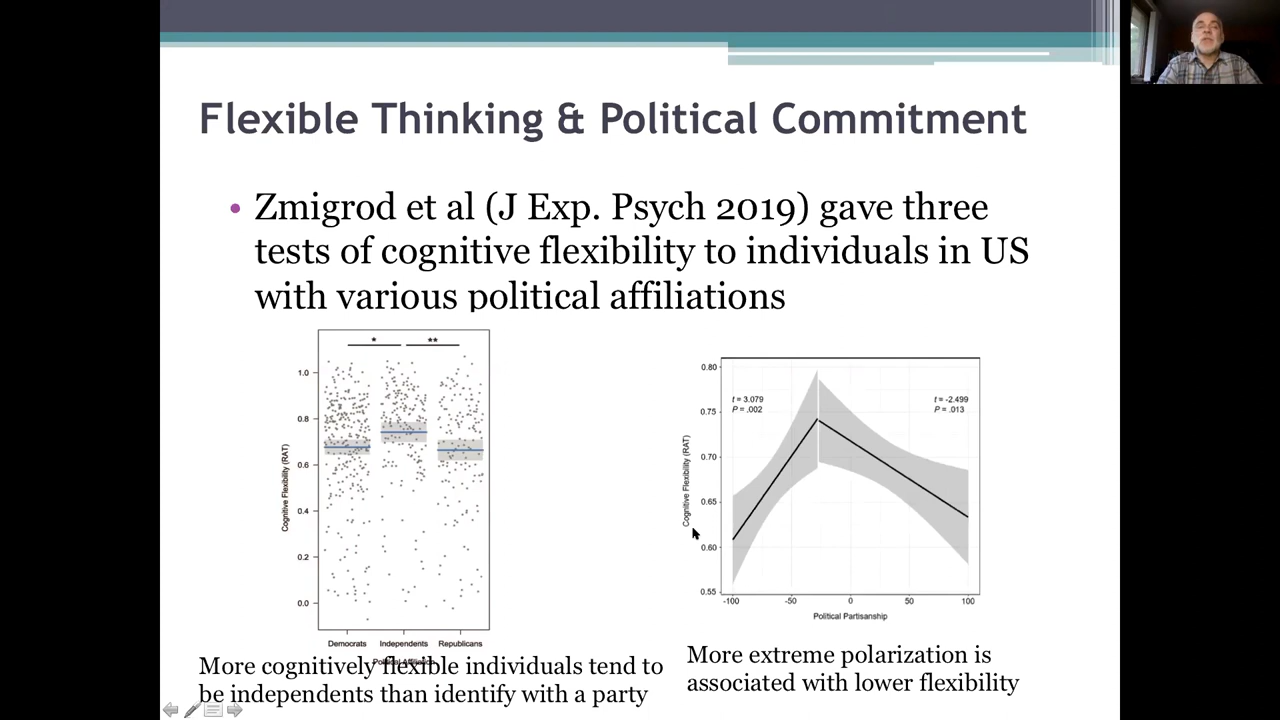 Flexible Thinking & Political Commitment
• Zmigrod et al (J Exp. Psych 2019) gave three
tests of cognitive flexibility to individuals in US
with various political affiliations
* **
Cognitive Flexibility (RAT)
1.0
0.8
0.6
0.4
0.2
0.0
Democrats Independents Republicans
Political Affiliation
More cognitively flexible individuals tend to
be independents than identify with a party
Cognitive Flexibility (RAT)
0.80
0.75
0.70
0.65
0.60
0.55
t = 3.079
P = .002
t = -2.499
P = .013
-100 -50 0 50 100
Political Partisanship
More extreme polarization is
associated with lower flexibility